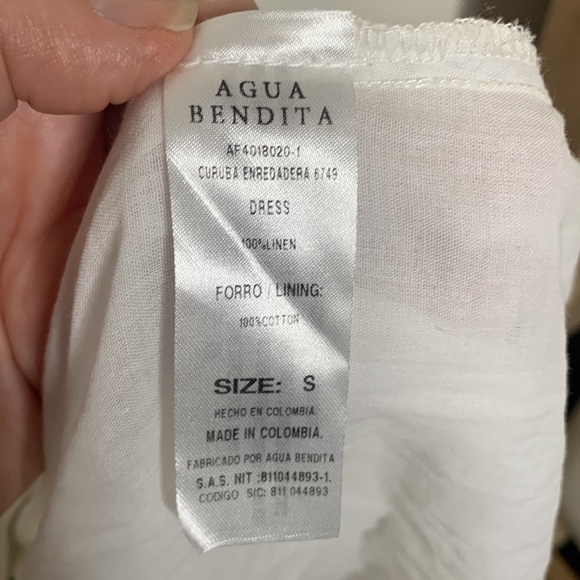 AGUA
BENDITA
AF4018020-1
CURUBA ENREDADERA 6749
DRESS
100%LINEN
FORRO / LINING:
100%COTTON
SIZE: S
HECHO EN COLOMBIA.
MADE IN COLOMBIA.
FABRICADO POR AGUA BENDITA
S.A.S. NIT :811044893-1.
CODIGO SIC: 811 044893